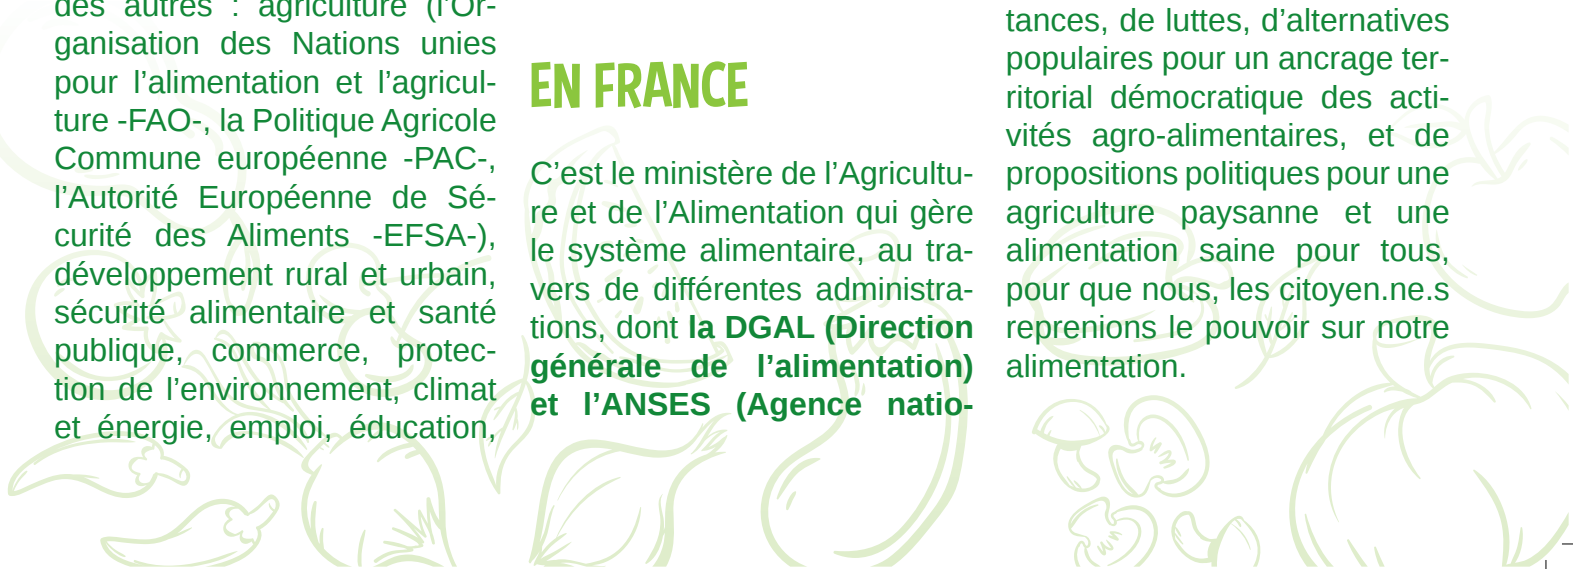 des autres : agriculture (l'Or-
ganisation des Nations unies
pour l'alimentation et l'agricul-
ture -FAO-, la Politique Agricole
Commune européenne -PAC-,
l'Autorité Européenne de Sé-
curité des Aliments -EFSA-),
développement rural et urbain,
sécurité alimentaire et santé
publique, commerce, protec-
tion de l'environnement, climat
et énergie, emploi, éducation,
EN FRANCE
C'est le ministère de l'Agricultu-
re et de l'Alimentation qui gère
le système alimentaire, au tra-
vers de différentes administra-
tions, dont la DGAL (Direction
générale de l'alimentation)
et l'ANSES (Agence natio-
tances, de luttes, d'alternatives
populaires pour un ancrage ter-
ritorial démocratique des acti-
vités agro-alimentaires, et de
propositions politiques pour une
agriculture paysanne et une
alimentation saine pour tous,
pour que nous, les citoyen.ne.s
reprenions le pouvoir sur notre
alimentation.